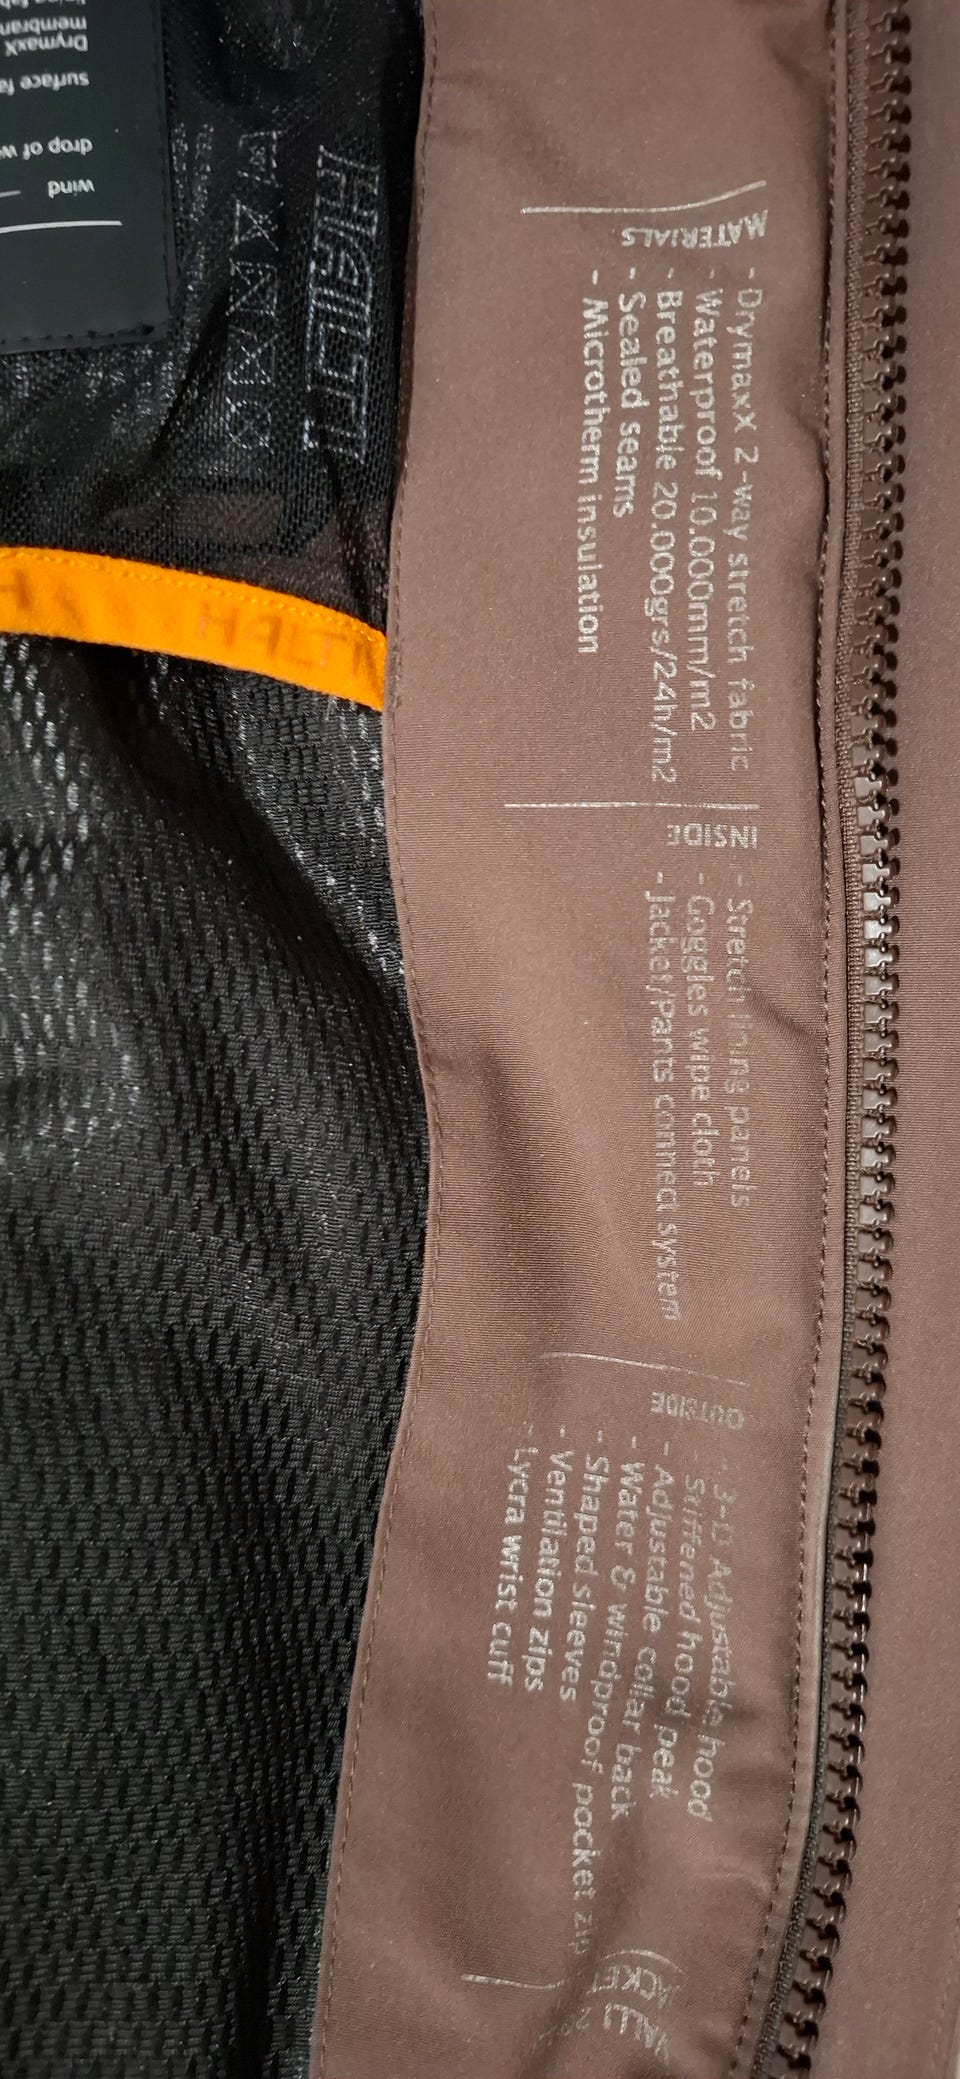 MATERIALS
- DrymaxX 2-way stretch fabric
- Waterproof 10.000mm/m2
- Breathable 20.000grs/24h/m2
- Sealed seams
- Microtherm insulation
INSIDE
- Stretch lining panels
- Goggles wipe cloth
- Jacket/Pants connect system
OUTSIDE
- 3-D Adjustable hood
- Stiffened hood peak
- Adjustable collar back
- Water & windproof pocket zip
- Shaped sleeves
- Ventilation zips
- Lycra wrist cuff
HALTI
wind
drop of
surface
DrymaxX